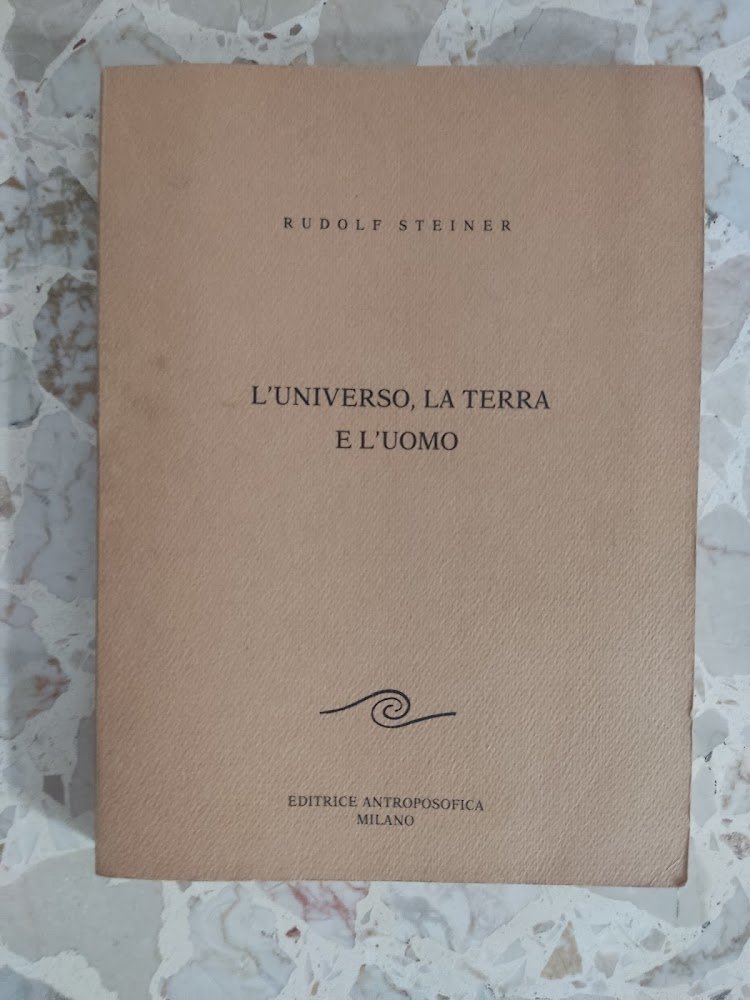 RUDOLF STEINER
L'UNIVERSO, LA TERRA
E L'UOMO
EDITRICE ANTROPOSOFICA
MILANO